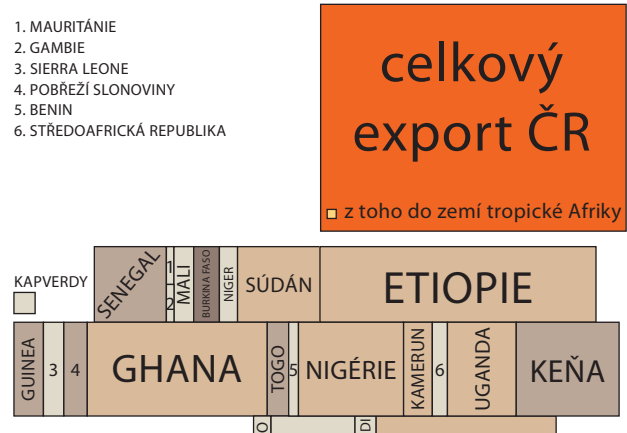 1. MAURITÁNIE
2. GAMBIE
3. SIERRA LEONE
4. POBŘEŽÍ SLONOVINY
5. BENIN
6. STŘEDOAFRICKÁ REPUBLIKA
celkový
export ČR
z toho do zemí tropické Afriky
KAPVERDY
SENEGAL
1
2
MALI
BURKINA FASO
NIGER
SÚDÁN
ETIOPIE
GUINEA
3
4
GHANA
TOGO
5
NIGÉRIE
KAMERUN
6
UGANDA
KEŇA
O
DI